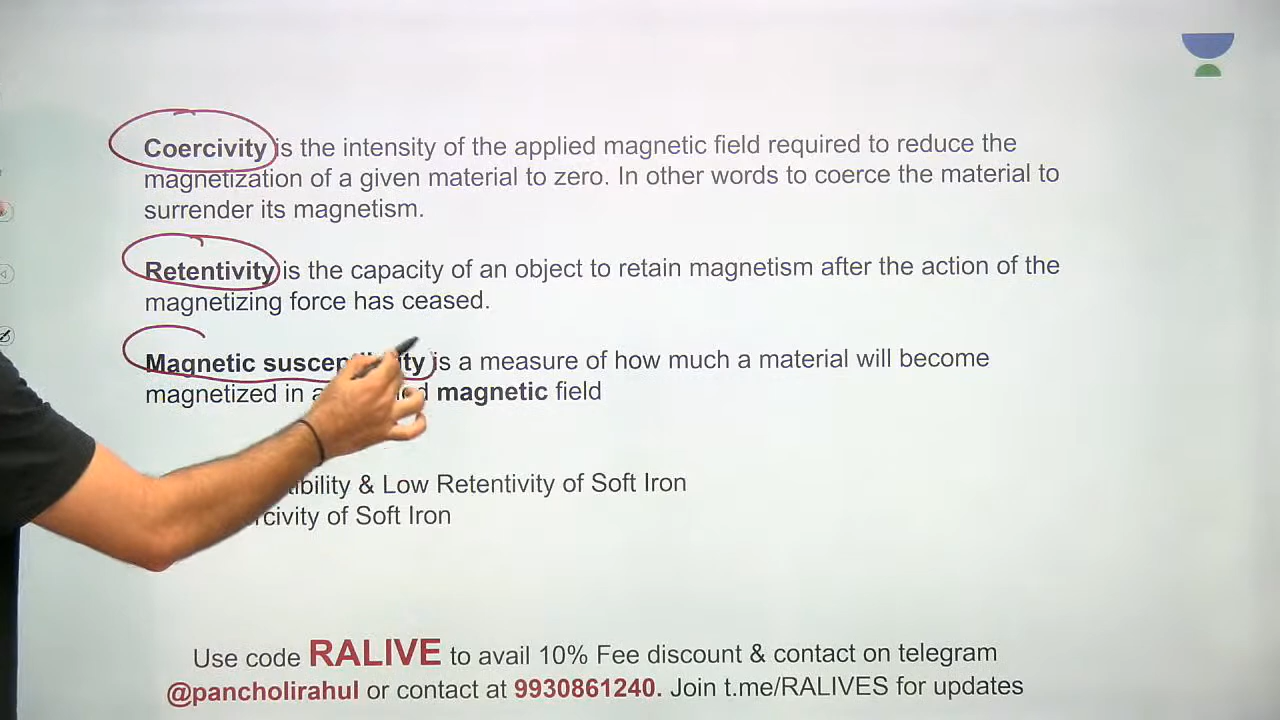 Coercivity is the intensity of the applied magnetic field required to reduce the
magnetization of a given material to zero. In other words to coerce the material to
surrender its magnetism.
Retentivity is the capacity of an object to retain magnetism after the action of the
magnetizing force has ceased.
Magnetic is a measure of how much a material will become
magnetized in magnetic field
& Low Retentivity of Soft Iron
of Soft Iron
Use code RALIVE to avail 10% Fee discount & contact on telegram
@pancholirahul or contact at 9930861240. Join t.me/RALIVES for updates